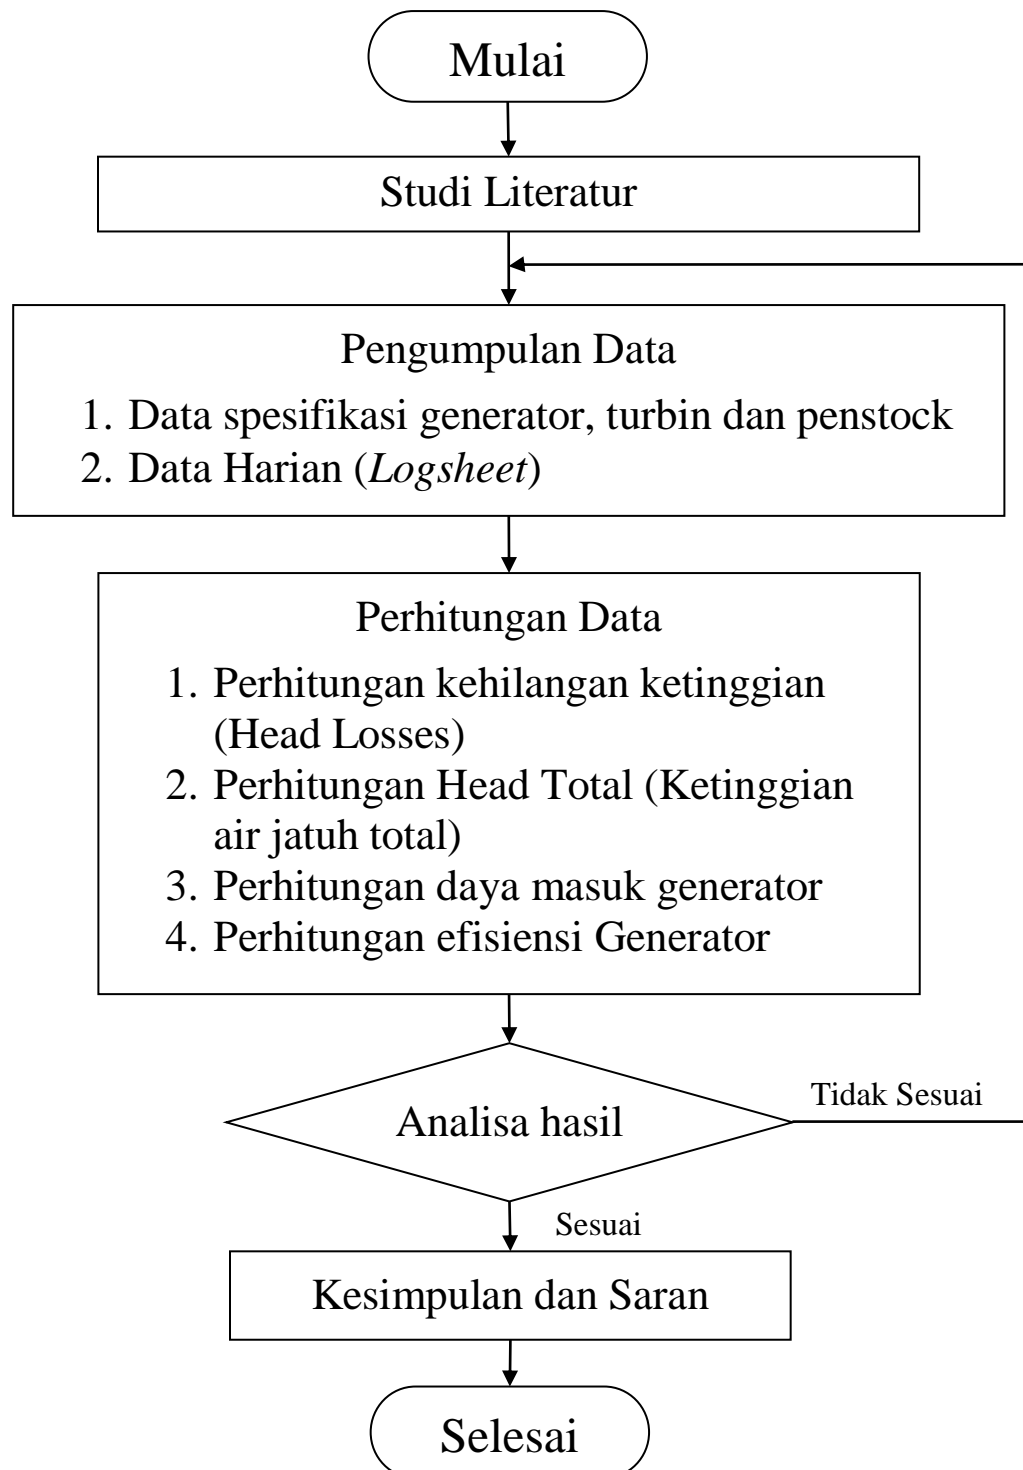 Mulai
Studi Literatur
Pengumpulan Data
1. Data spesifikasi generator, turbin dan penstock
2. Data Harian (Logsheet)
Perhitungan Data
1. Perhitungan kehilangan ketinggian
(Head Losses)
2. Perhitungan Head Total (Ketinggian
air jatuh total)
3. Perhitungan daya masuk generator
4. Perhitungan efisiensi Generator
Analisa hasil
Tidak Sesuai
Sesuai
Kesimpulan dan Saran
Selesai